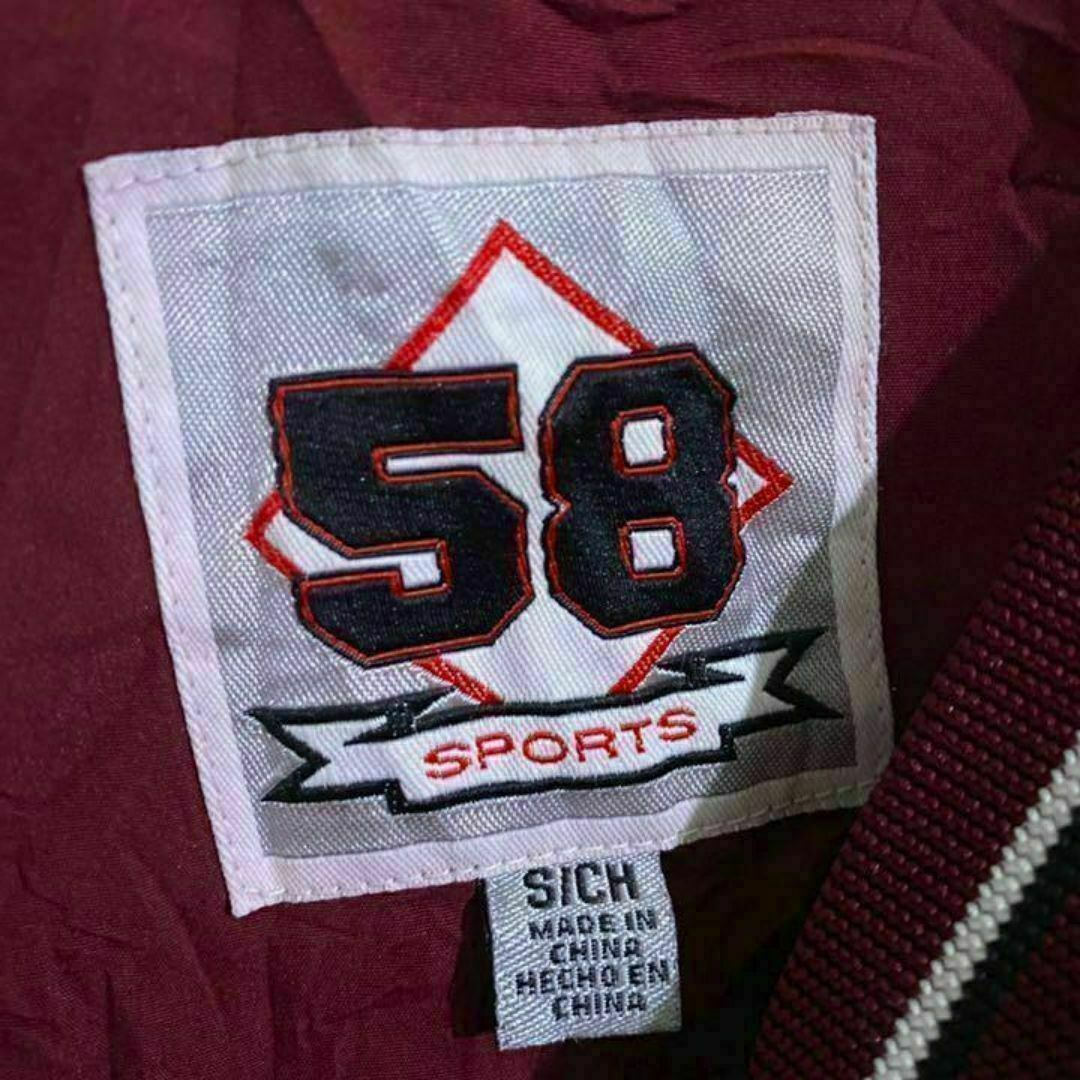 58
SPORTS
S/CH
MADE IN
CHINA
HECHO EN
CHINA